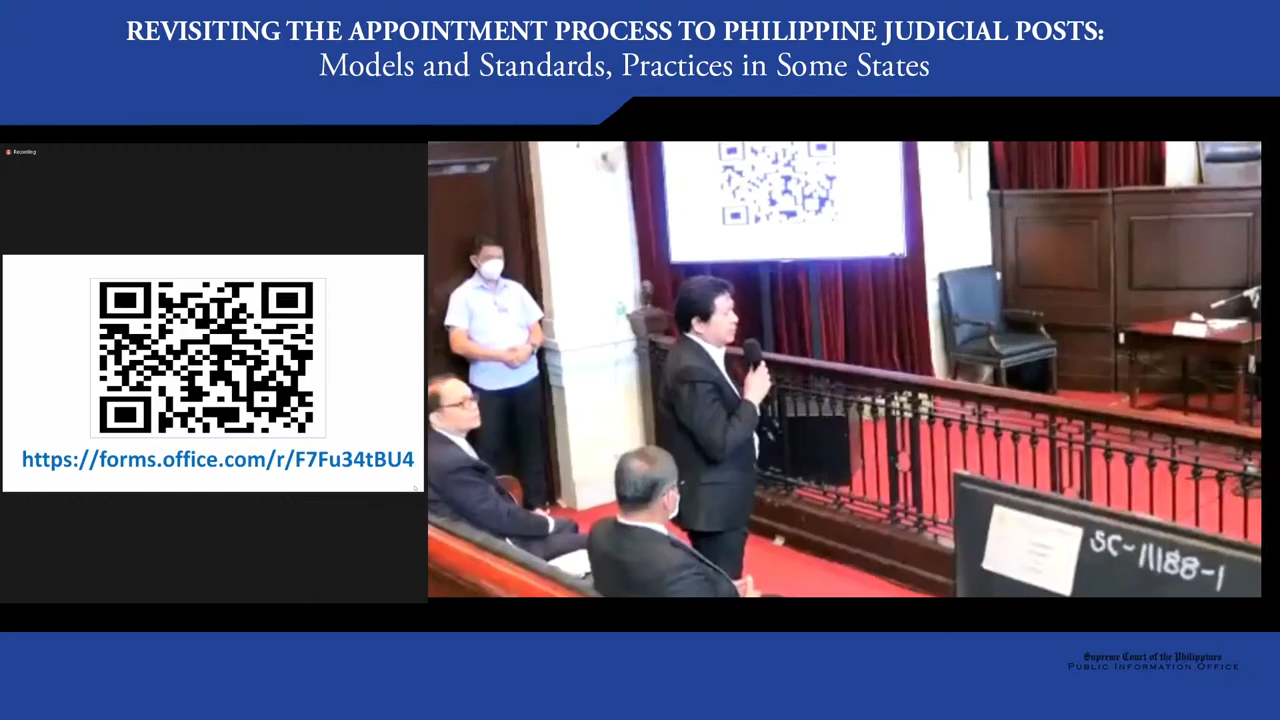 REVISITING THE APPOINTMENT PROCESS TO PHILIPPINE JUDICIAL POSTS:
Models and Standards, Practices in Some States
Recording
https://forms.office.com/r/F7Fu34tBU4
SC-11188-1
Supreme Court of the Philippines
PUBLIC INFORMATION OFFICE